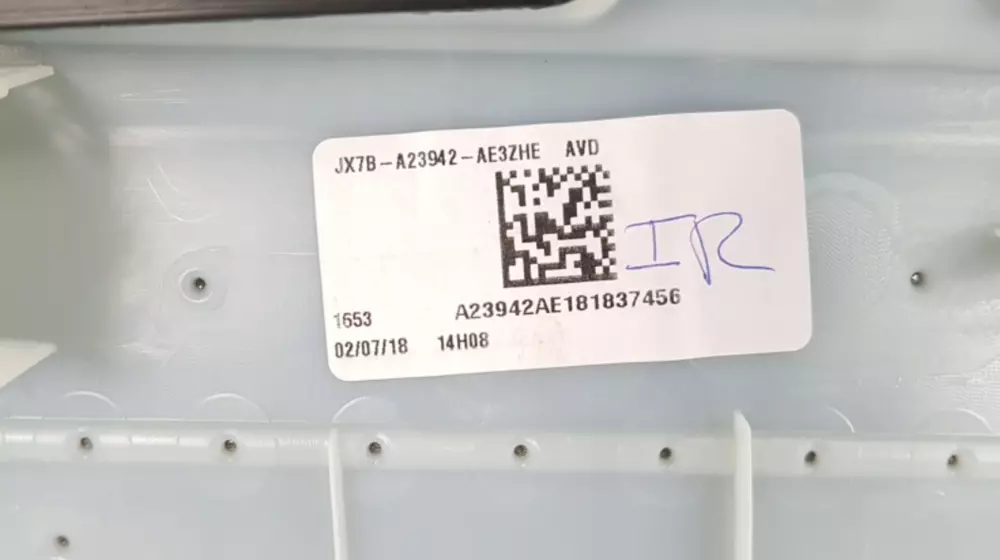 JX7B-A23942-AE3ZHE AVD
IR
1653 A23942AE181837456
02/07/18 14H08